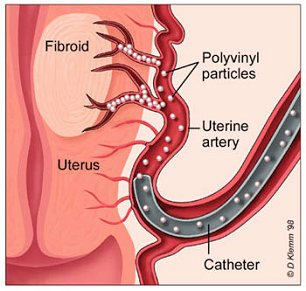 Fibroid
Polyvinyl
particles
Uterine
artery
Uterus
Catheter
© D Klemm '98